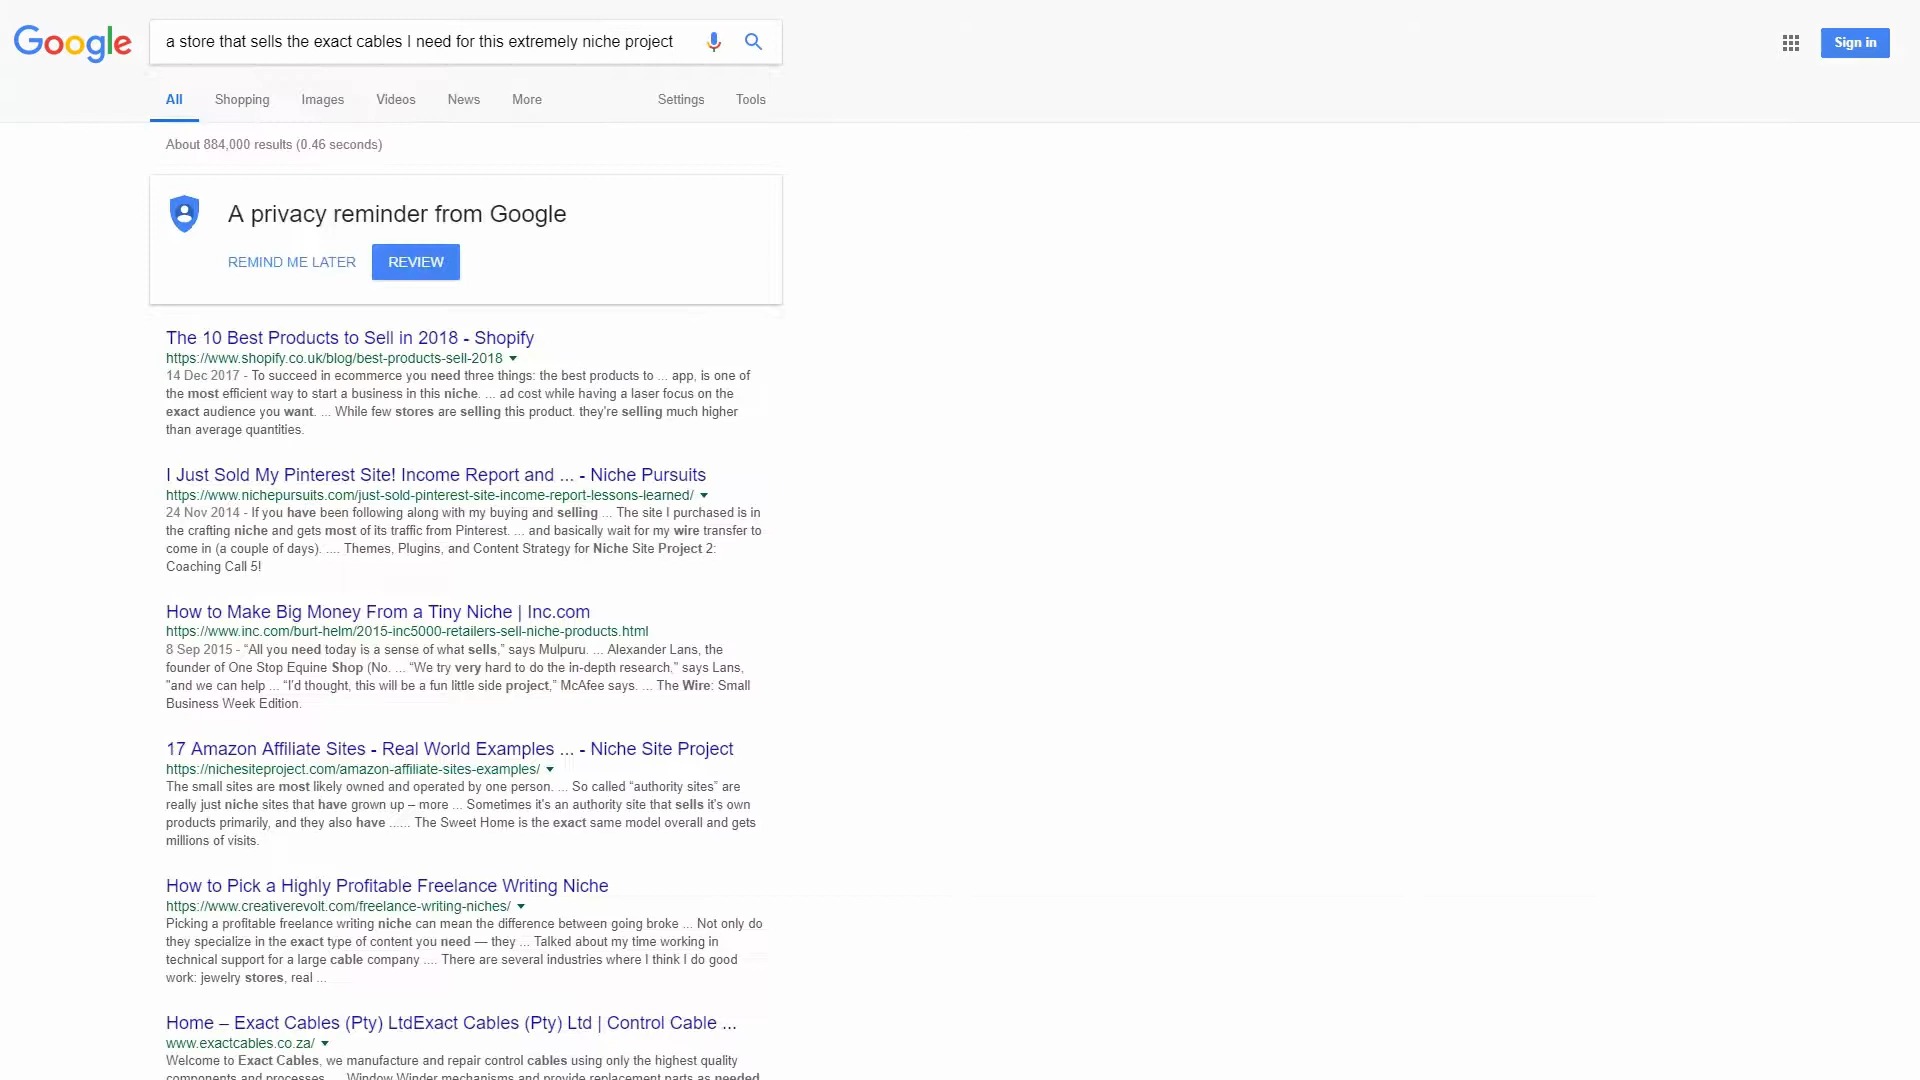 Google
a store that sells the exact cables I need for this extremely niche project
Sign in
All Shopping Images Videos News More Settings Tools
About 884,000 results (0.46 seconds)
A privacy reminder from Google
REMIND ME LATER REVIEW
The 10 Best Products to Sell in 2018 - Shopify
https://www.shopify.co.uk/blog/best-products-sell-2018
14 Dec 2017 - To succeed in ecommerce you need three things: the best products to ... app, is one of
the most efficient way to start a business in this niche. ... ad cost while having a laser focus on the
exact audience you want. ... While few stores are selling this product. they're selling much higher
than average quantities.
I Just Sold My Pinterest Site! Income Report and ... - Niche Pursuits
https://www.nichepursuits.com/just-sold-pinterest-site-income-report-lessons-learned/
24 Nov 2014 - If you have been following along with my buying and selling ... The site I purchased is in
the crafting niche and gets most of its traffic from Pinterest. ... and basically wait for my wire transfer to
come in (a couple of days). .... Themes, Plugins, and Content Strategy for Niche Site Project 2:
Coaching Call 5!
How to Make Big Money From a Tiny Niche | Inc.com
https://www.inc.com/burt-helm/2015-inc5000-retailers-sell-niche-products.html
8 Sep 2015 - “All you need today is a sense of what sells,” says Mulpuru. ... Alexander Lans, the
founder of One Stop Equine Shop (No. ... “We try very hard to do the in-depth research,” says Lans,
"and we can help ... “I'd thought, this will be a fun little side project,” McAfee says. ... The Wire: Small
Business Week Edition.
17 Amazon Affiliate Sites - Real World Examples ... - Niche Site Project
https://nichesiteproject.com/amazon-affiliate-sites-examples/
The small sites are most likely owned and operated by one person. ... So called “authority sites” are
really just niche sites that have grown up – more ... Sometimes it's an authority site that sells it's own
products primarily, and they also have ...... The Sweet Home is the exact same model overall and gets
millions of visits.
How to Pick a Highly Profitable Freelance Writing Niche
https://www.creativerevolt.com/freelance-writing-niches/
Picking a profitable freelance writing niche can mean the difference between going broke ... Not only do
they specialize in the exact type of content you need — they ... Talked about my time working in
technical support for a large cable company .... There are several industries where I think I do good
work: jewelry stores, real ...
Home – Exact Cables (Pty) LtdExact Cables (Pty) Ltd | Control Cable ...
www.exactcables.co.za/
Welcome to Exact Cables, we manufacture and repair control cables using only the highest quality
components and processes. ... Window Winder mechanisms and provide replacement parts as needed